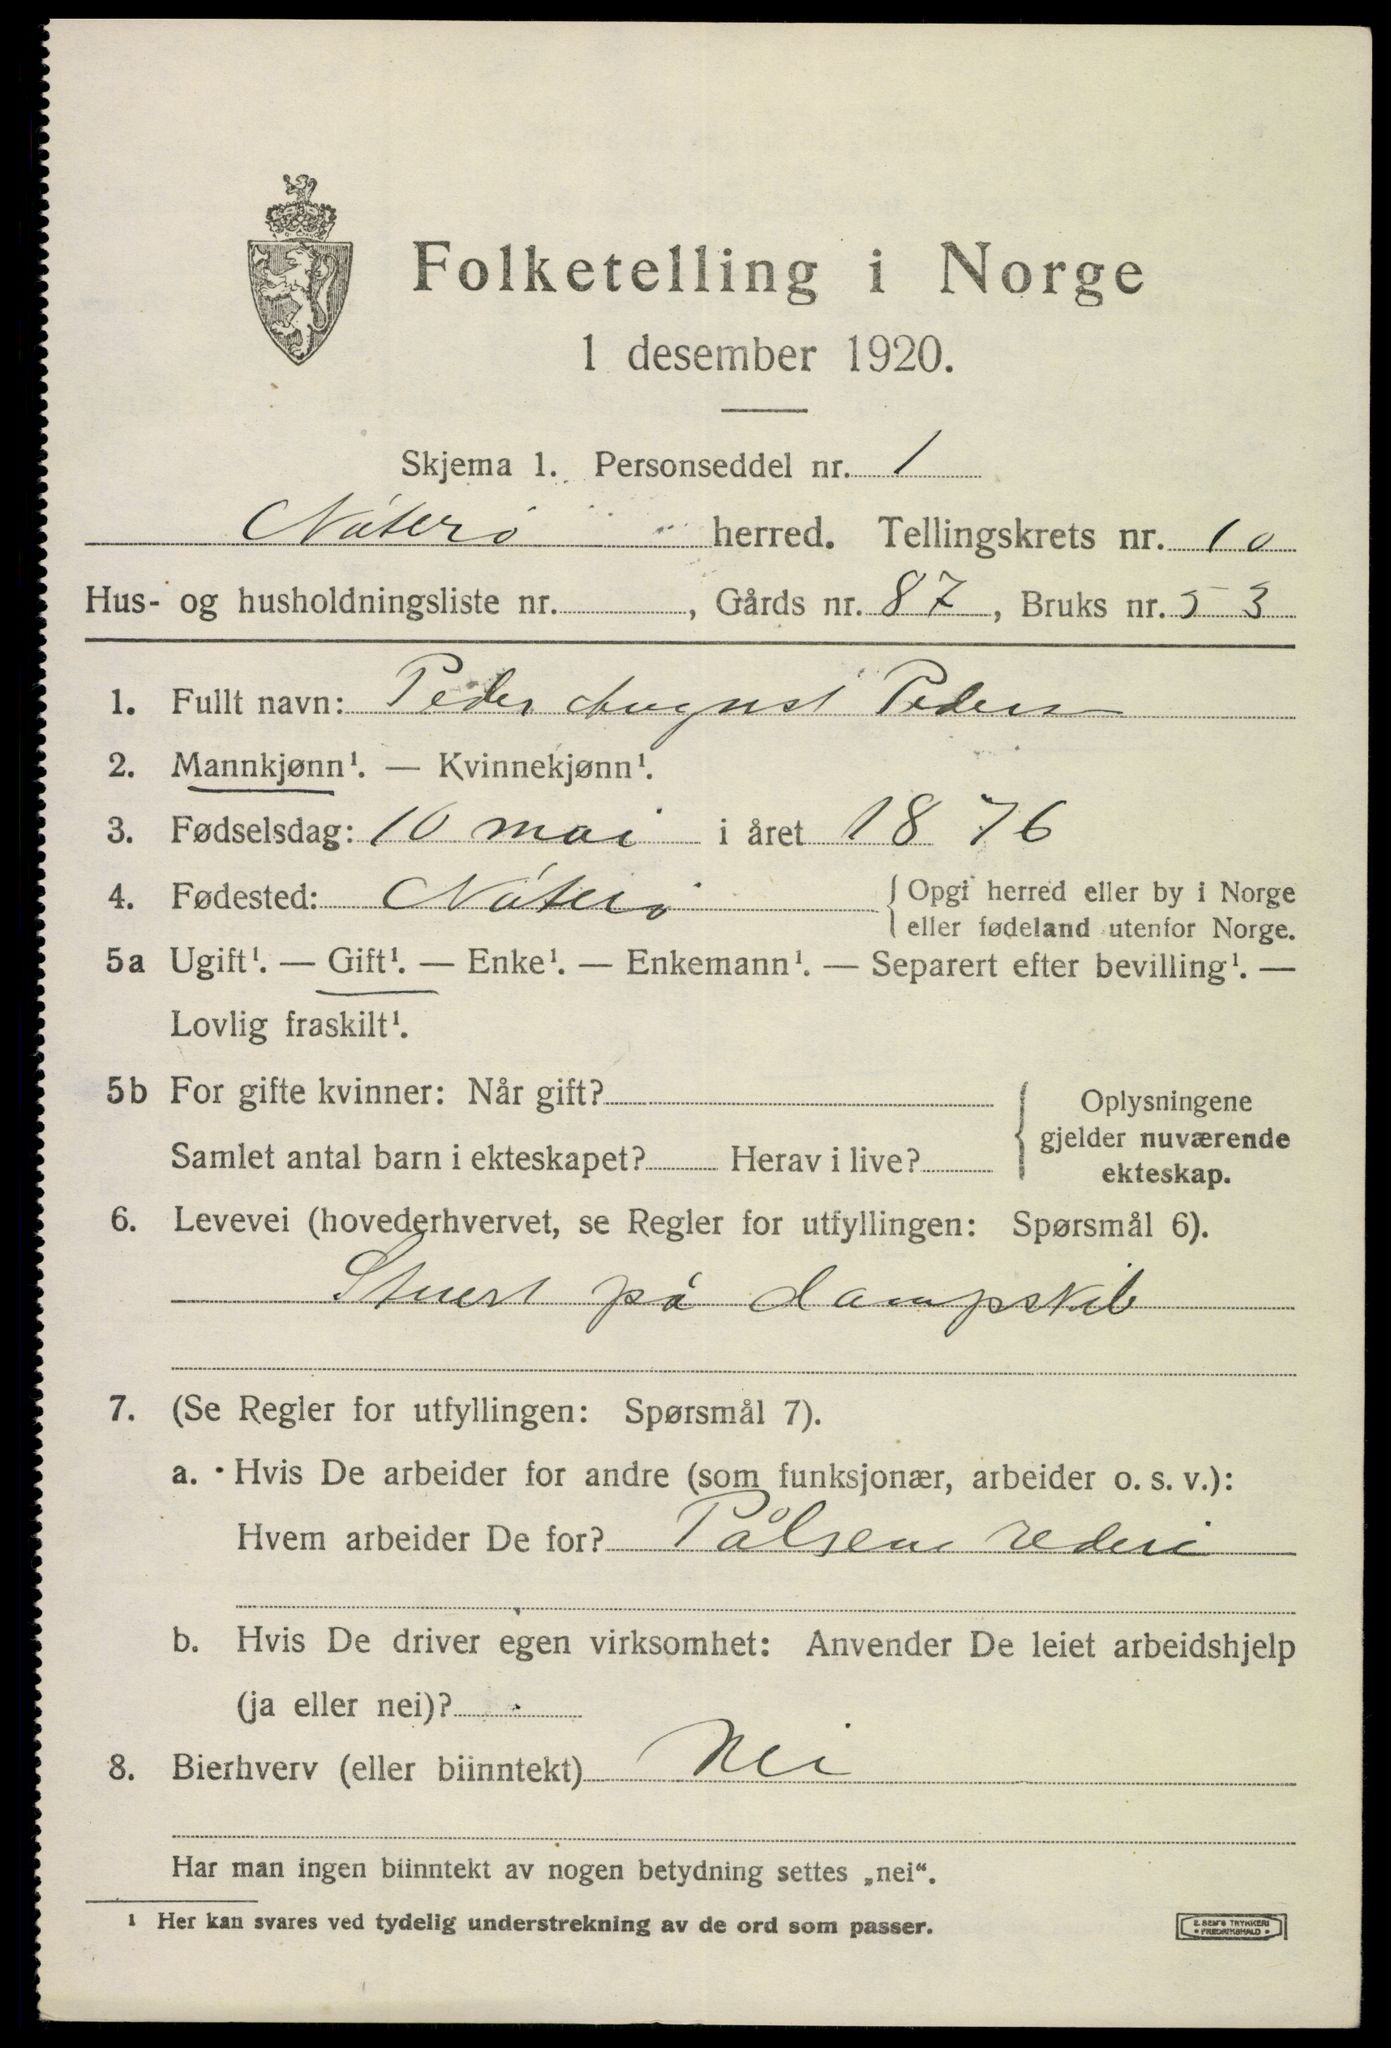 Folketelling i Norge
1 desember 1920.
Skjema 1. Personseddel nr. 1
Nøterø herred. Tellingskrets nr. 10
Hus- og husholdningsliste nr. , Gårds nr. 87, Bruks nr. 53
1. Fullt navn: Peder August Peders
2. Mannkjønn¹. — Kvinnekjønn¹.
3. Fødselsdag: 10 mai i året 1876
4. Fødested: Nøterø { Opgi herred eller by i Norge
eller fødeland utenfor Norge.
5a Ugift¹. — Gift¹. — Enke¹. — Enkemann¹. — Separert efter bevilling¹. —
Lovlig fraskilt¹.
5b For gifte kvinner: Når gift?
Samlet antal barn i ekteskapet? Herav i live?
Oplysningene
gjelder nuværende
ekteskap.
6. Levevei (hovederhvervet, se Regler for utfyllingen: Spørsmål 6).
Stuert på dampskib
7. (Se Regler for utfyllingen: Spørsmål 7).
a. Hvis De arbeider for andre (som funksjonær, arbeider o. s. v.):
Hvem arbeider De for? Pålsens rederi
b. Hvis De driver egen virksomhet: Anvender De leiet arbeidshjelp
(ja eller nei)?
8. Bierhverv (eller biinntekt) Nei
Har man ingen biinntekt av nogen betydning settes „nei“.
¹ Her kan svares ved tydelig understrekning av de ord som passer.
E. SEM'S TRYKKERI
• FREDRIKSHALD •